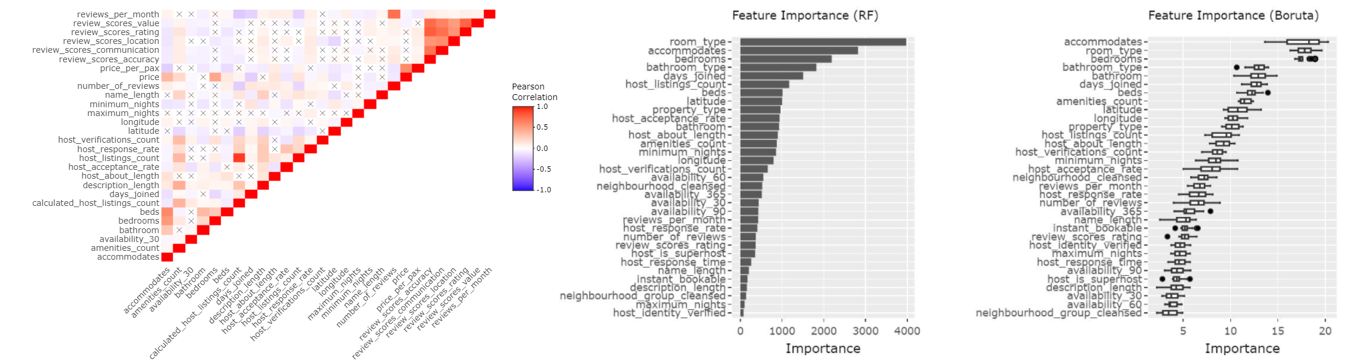 reviews_per_month
review_scores_value
review_scores_rating
review_scores_location
review_scores_communication
review_scores_accuracy
price_per_pax
price
number_of_reviews
name_length
minimum_nights
maximum_nights
longitude
latitude
host_verifications_count
host_response_rate
host_listings_count
host_acceptance_rate
host_about_length
description_length
days_joined
calculated_host_listings_count
beds
bedrooms
bathroom
availability_30
amenities_count
accommodates
accommodates
amenities_count
availability_30
bathroom
bedrooms
beds
calculated_host_listings_count
days_joined
description_length
host_about_length
host_acceptance_rate
host_listings_count
host_response_rate
host_verifications_count
latitude
longitude
maximum_nights
minimum_nights
name_length
number_of_reviews
price
price_per_pax
review_scores_accuracy
review_scores_communication
review_scores_location
review_scores_rating
review_scores_value
reviews_per_month
Pearson
Correlation
1.0
0.5
0.0
-0.5
-1.0
Feature Importance (RF)
room_type
accommodates
bedrooms
bathroom_type
days_joined
host_listings_count
beds
latitude
property_type
host_acceptance_rate
bathroom
host_about_length
amenities_count
minimum_nights
longitude
host_verifications_count
availability_60
neighbourhood_cleansed
availability_365
availability_30
availability_90
reviews_per_month
host_response_rate
number_of_reviews
review_scores_rating
host_is_superhost
host_response_time
name_length
instant_bookable
description_length
neighbourhood_group_cleansed
maximum_nights
host_identity_verified
0 1000 2000 3000 4000
Importance
Feature Importance (Boruta)
accommodates
room_type
bedrooms
bathroom_type
bathroom
days_joined
beds
amenities_count
latitude
longitude
property_type
host_listings_count
host_about_length
host_verifications_count
minimum_nights
host_acceptance_rate
neighbourhood_cleansed
reviews_per_month
host_response_rate
number_of_reviews
availability_365
name_length
instant_bookable
review_scores_rating
host_identity_verified
maximum_nights
host_response_time
availability_90
host_is_superhost
description_length
availability_30
availability_60
neighbourhood_group_cleansed
5 10 15 20
Importance